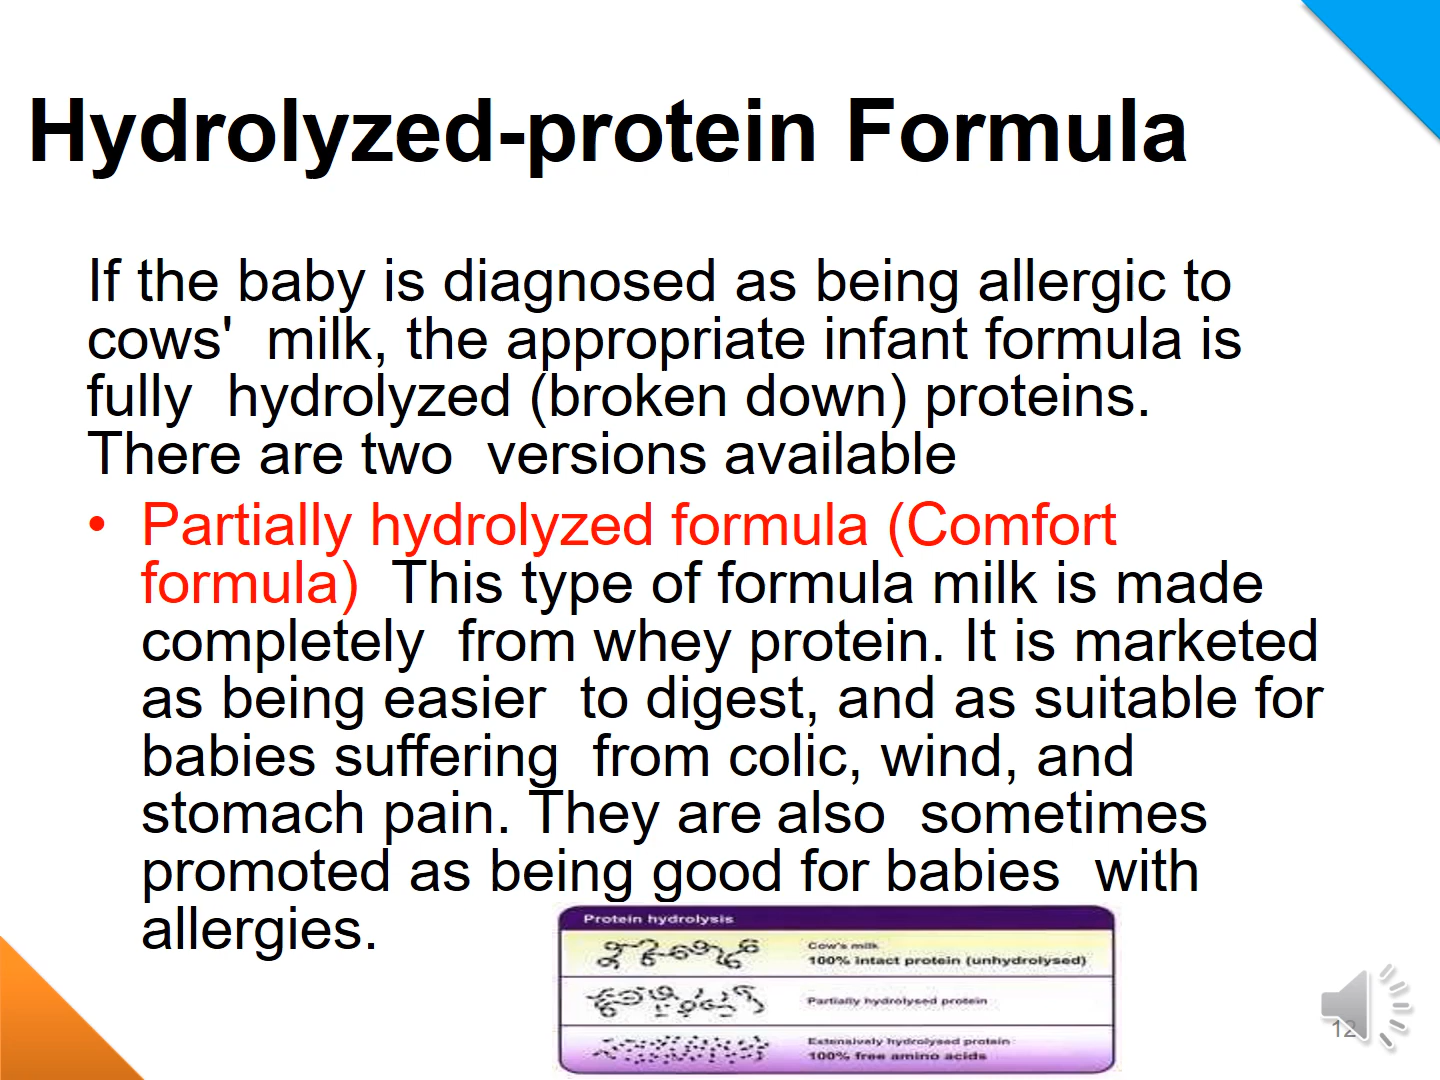 Hydrolyzed-protein Formula
If the baby is diagnosed as being allergic to
cows'  milk, the appropriate infant formula is
fully  hydrolyzed (broken down) proteins.
There are two  versions available
• Partially hydrolyzed formula (Comfort
formula)  This type of formula milk is made
completely  from whey protein. It is marketed
as being easier  to digest, and as suitable for
babies suffering  from colic, wind, and
stomach pain. They are also  sometimes
promoted as being good for babies  with
allergies.
Protein hydrolysis
Cow's milk
100% intact protein (unhydrolysed)
Partially hydrolysed protein
Extensively hydrolysed protein
100% free amino acids
12